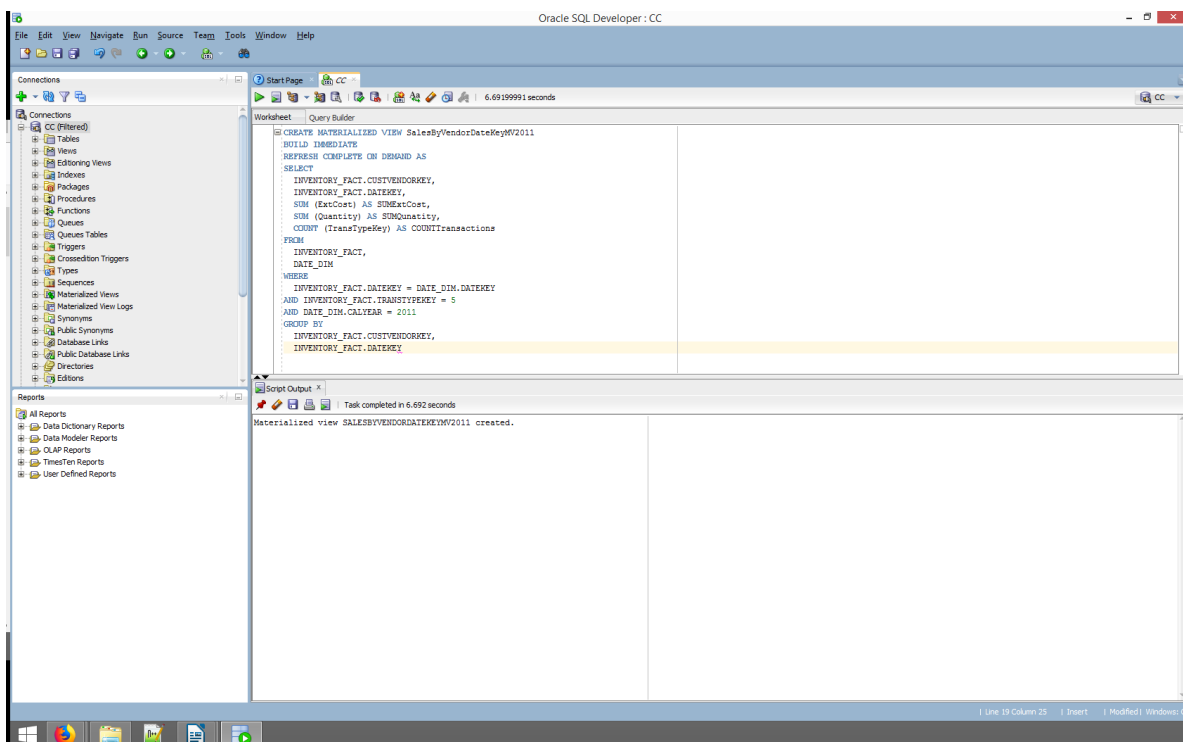 Oracle SQL Developer : CC
File Edit View Navigate Run Source Team Tools Window Help
Connections
Connections
CC (Filtered)
Tables
Views
Editioning Views
Indexes
Packages
Procedures
Functions
Queues
Queues Tables
Triggers
Crossedition Triggers
Types
Sequences
Materialized Views
Materialized View Logs
Synonyms
Public Synonyms
Database Links
Public Database Links
Directories
Editions
Reports
All Reports
Data Dictionary Reports
Data Modeler Reports
OLAP Reports
TimesTen Reports
User Defined Reports
Start Page CC
6.69199991 seconds
CC
Worksheet Query Builder
CREATE MATERIALIZED VIEW SalesByVendorDateKeyMV2011
BUILD IMMEDIATE
REFRESH COMPLETE ON DEMAND AS
SELECT
INVENTORY_FACT.CUSTVENDORKEY,
INVENTORY_FACT.DATEKEY,
SUM (ExtCost) AS SUMExtCost,
SUM (Quantity) AS SUMQunatity,
COUNT (TransTypeKey) AS COUNTTransactions
FROM
INVENTORY_FACT,
DATE_DIM
WHERE
INVENTORY_FACT.DATEKEY = DATE_DIM.DATEKEY
AND INVENTORY_FACT.TRANSTYPEKEY = 5
AND DATE_DIM.CALYEAR = 2011
GROUP BY
INVENTORY_FACT.CUSTVENDORKEY,
INVENTORY_FACT.DATEKEY
Script Output
Task completed in 6.692 seconds
Materialized view SALESBYVENDORDATEKEYMV2011 created.
Line 19 Column 25 Insert Modified Windows: